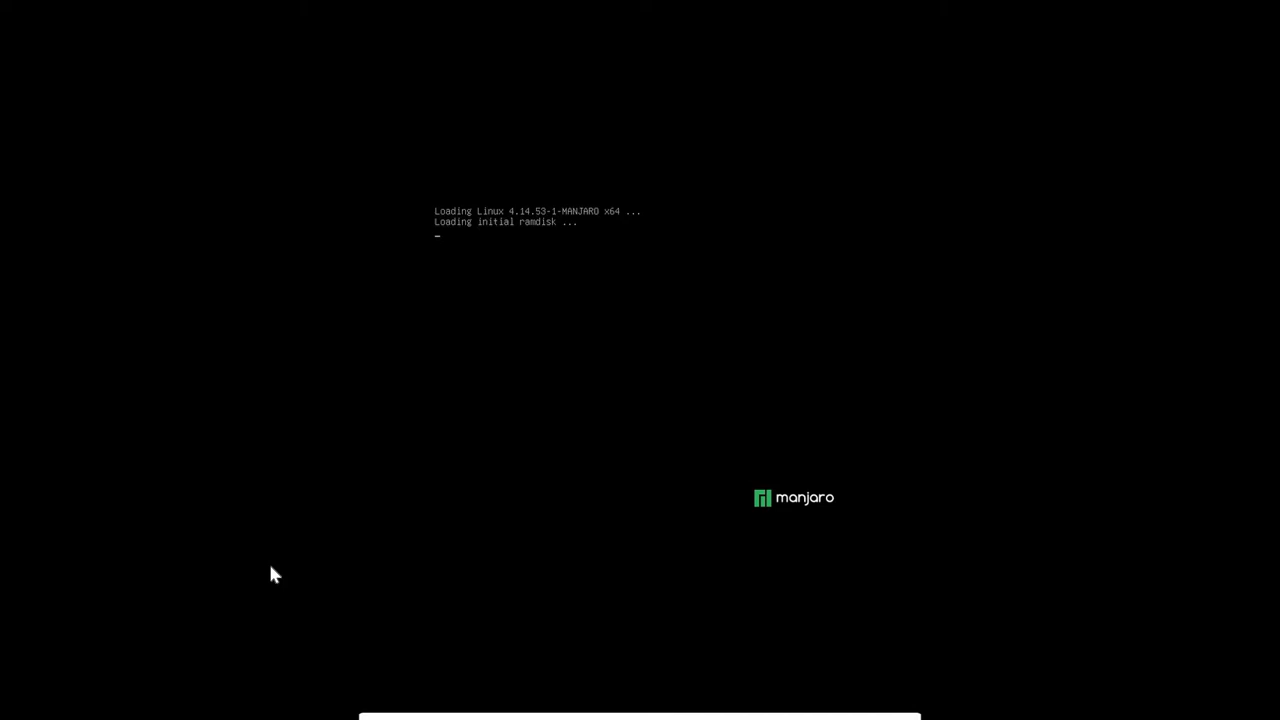 Loading Linux 4.14.53-1-MANJARO x64 ...
Loading initial ramdisk ...
manjaro